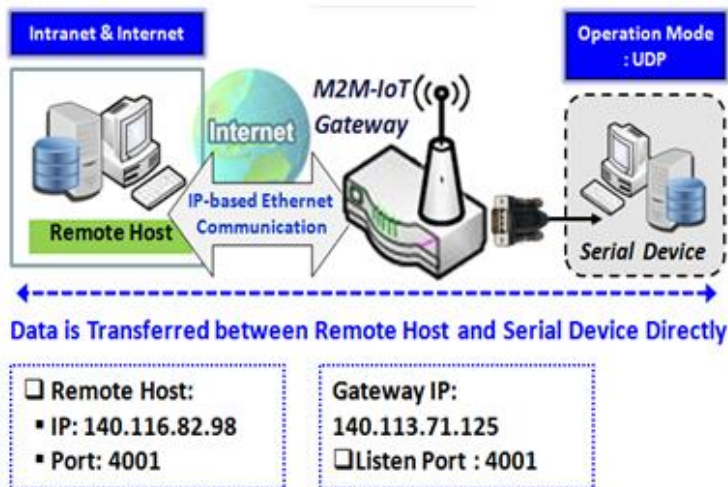 Intranet & Internet
Operation Mode
: UDP
M2M-IoT
Gateway
Internet
IP-based Ethernet
Communication
Remote Host
Serial Device
Data is Transferred between Remote Host and Serial Device Directly
❑ Remote Host:
▪ IP: 140.116.82.98
▪ Port: 4001
Gateway IP:
140.113.71.125
❑Listen Port : 4001